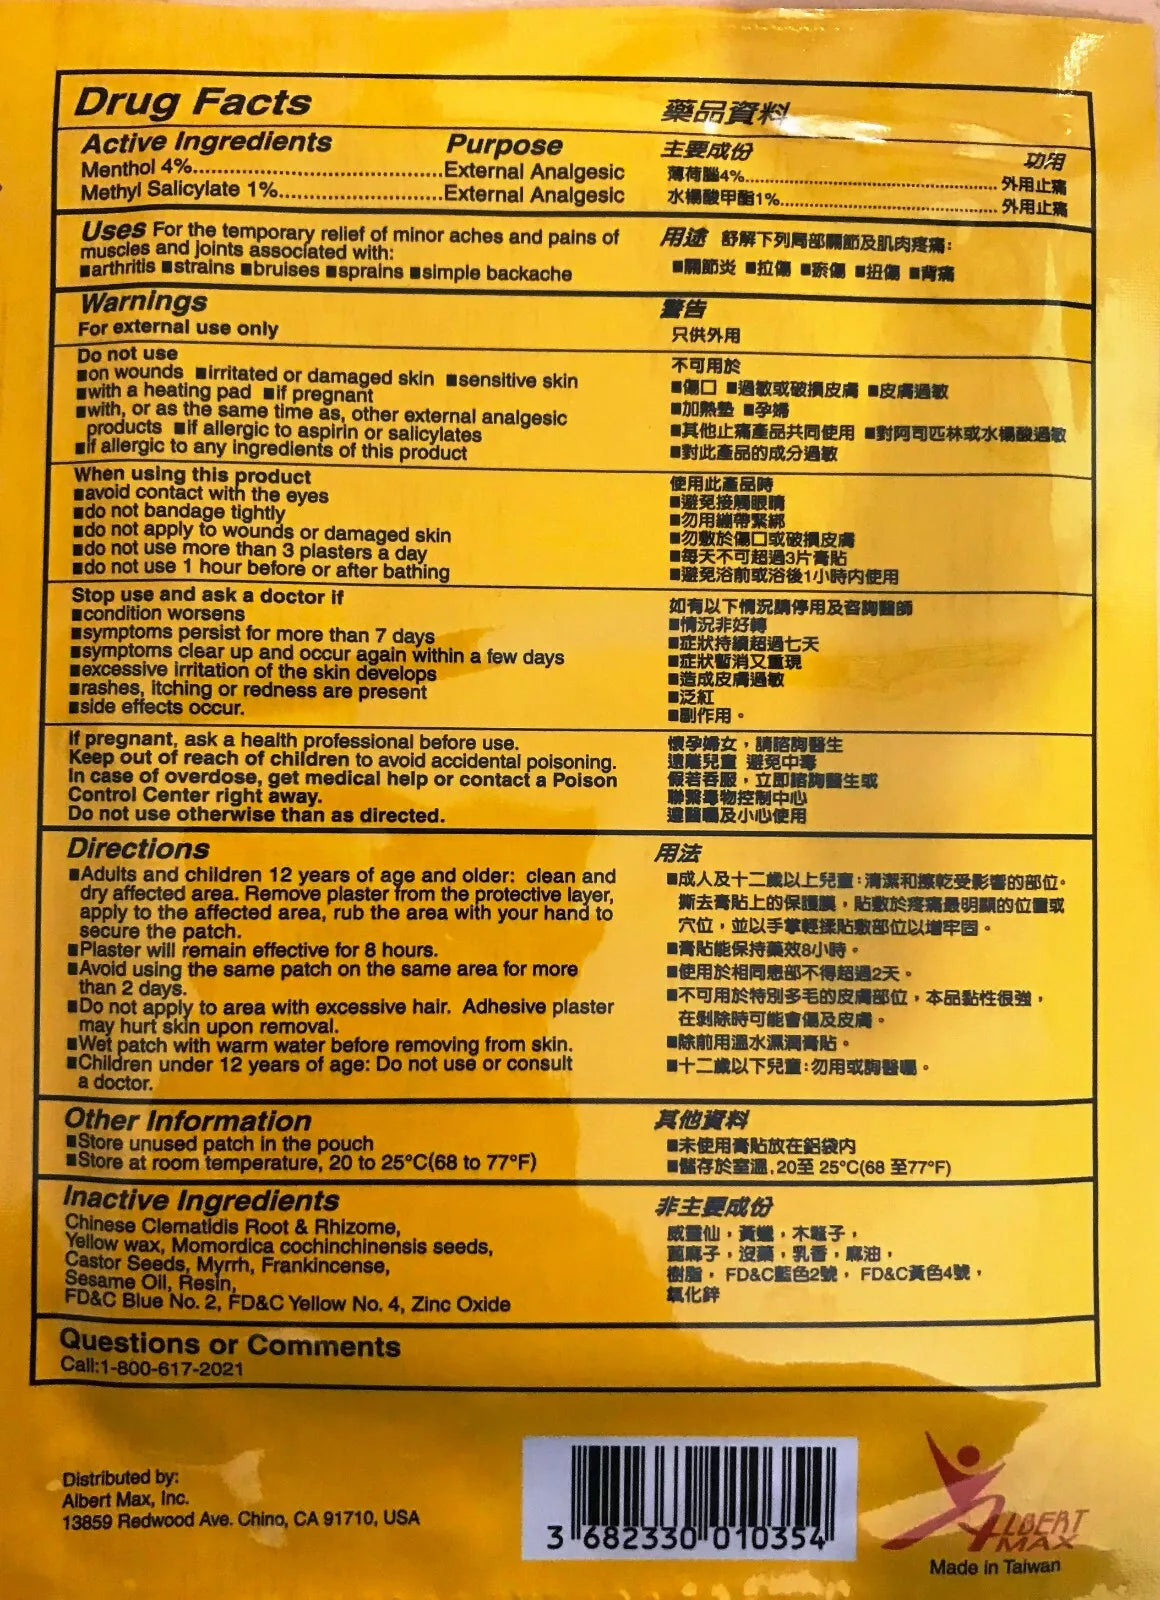 Drug Facts
Active Ingredients Purpose
Menthol 4%..................................External Analgesic
Methyl Salicylate 1%......................External Analgesic
Uses For the temporary relief of minor aches and pains of
muscles and joints associated with:
■arthritis ■strains ■bruises ■sprains ■simple backache
Warnings
For external use only
Do not use
■on wounds ■irritated or damaged skin ■sensitive skin
■with a heating pad ■if pregnant
■with, or as the same time as, other external analgesic
products ■if allergic to aspirin or salicylates
■if allergic to any ingredients of this product
When using this product
■avoid contact with the eyes
■do not bandage tightly
■do not apply to wounds or damaged skin
■do not use more than 3 plasters a day
■do not use 1 hour before or after bathing
Stop use and ask a doctor if
■condition worsens
■symptoms persist for more than 7 days
■symptoms clear up and occur again within a few days
■excessive irritation of the skin develops
■rashes, itching or redness are present
■side effects occur.
If pregnant, ask a health professional before use.
Keep out of reach of children to avoid accidental poisoning.
In case of overdose, get medical help or contact a Poison
Control Center right away.
Do not use otherwise than as directed.
Directions
■Adults and children 12 years of age and older: clean and
dry affected area. Remove plaster from the protective layer,
apply to the affected area, rub the area with your hand to
secure the patch.
■Plaster will remain effective for 8 hours.
■Avoid using the same patch on the same area for more
than 2 days.
■Do not apply to area with excessive hair. Adhesive plaster
may hurt skin upon removal.
■Wet patch with warm water before removing from skin.
■Children under 12 years of age: Do not use or consult
a doctor.
Other Information
■Store unused patch in the pouch
■Store at room temperature, 20 to 25°C(68 to 77°F)
Inactive Ingredients
Chinese Clematidis Root & Rhizome,
Yellow wax, Momordica cochinchinensis seeds,
Castor Seeds, Myrrh, Frankincense,
Sesame Oil, Resin,
FD&C Blue No. 2, FD&C Yellow No. 4, Zinc Oxide
Questions or Comments
Call:1-800-617-2021
藥品資料
主要成份 功用
薄荷腦4%.................................... 外用止痛
水楊酸甲酯1%............................... 外用止痛
用途 舒解下列局部關節及肌肉疼痛:
■關節炎 ■拉傷 ■瘀傷 ■扭傷 ■背痛
警告
只供外用
不可用於
■傷口 ■過敏或破損皮膚 ■皮膚過敏
■加熱墊 ■孕婦
■其他止痛產品共同使用 ■對阿司匹林或水楊酸過敏
■對此產品的成分過敏
使用此產品時
■避免接觸眼睛
■勿用繃帶緊綁
■勿敷於傷口或破損皮膚
■每天不可超過3片膏貼
■避免浴前或浴後1小時內使用
如有以下情況請停用及咨詢醫師
■情況非好轉
■症狀持續超過七天
■症狀暫消又重現
■造成皮膚過敏
■泛紅
■副作用。
懷孕婦女，請諮詢醫生
遠離兒童 避免中毒
假若吞服，立即諮詢醫生或
聯繫毒物控制中心
遵醫囑及小心使用
用法
■成人及十二歲以上兒童:清潔和擦乾受影響的部位。
撕去膏貼上的保護膜，貼敷於疼痛最明顯的位置或
穴位，並以手掌輕揉貼敷部位以增牢固。
■膏貼能保持藥效8小時。
■使用於相同患部不得超過2天。
■不可用於特別多毛的皮膚部位，本品黏性很強，
在剝除時可能會傷及皮膚。
■除前用溫水濕潤膏貼。
■十二歲以下兒童:勿用或詢醫囑。
其他資料
■未使用膏貼放在鋁袋內
■儲存於室溫, 20至 25°C(68 至77°F)
非主要成份
威靈仙，黃蠟，木鱉子，
蓖麻子，沒藥，乳香，麻油，
樹脂， FD&C藍色2號， FD&C黃色4號，
氧化鋅
Distributed by:
Albert Max, Inc.
13859 Redwood Ave. Chino, CA 91710, USA
3 682330 010354
ALBERT
MAX
Made in Taiwan